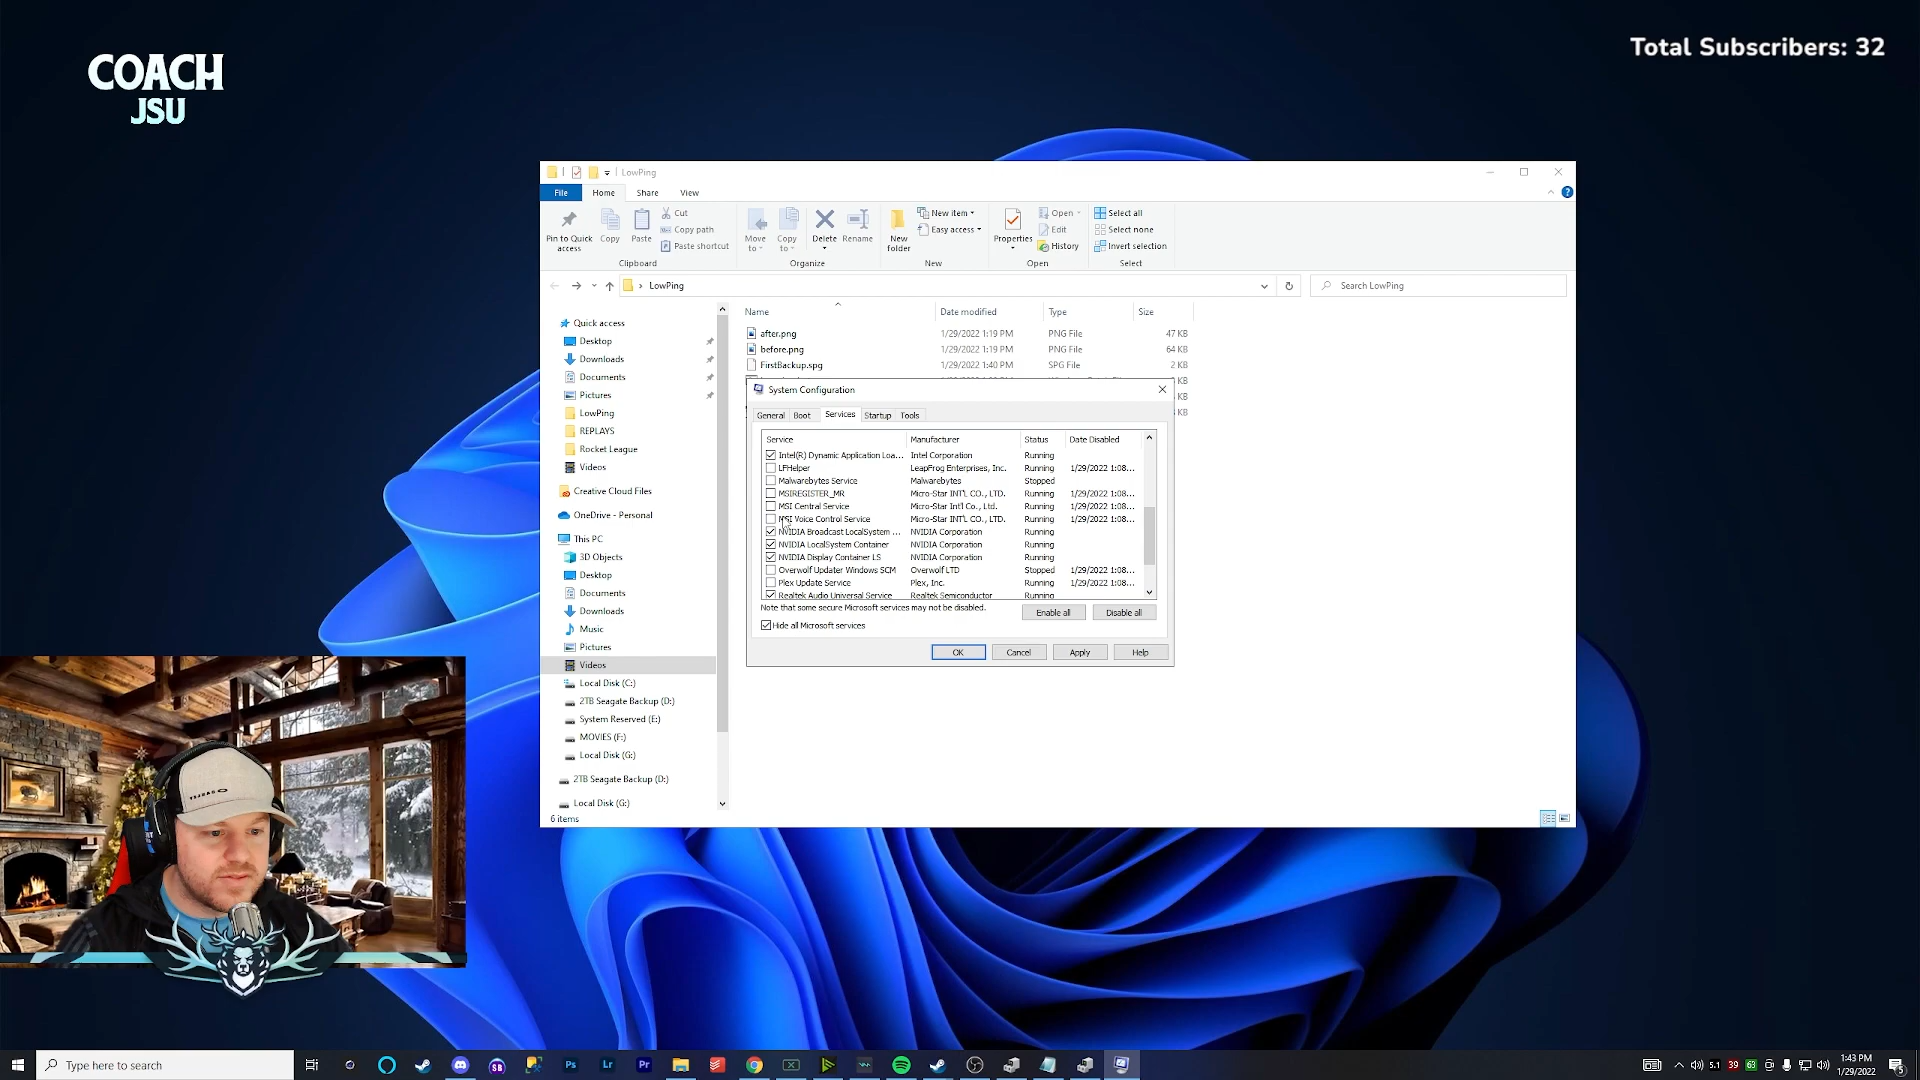 COACH
JSU
Total Subscribers: 32
LowPing
File Home Share View
Pin to Quick access
Copy
Paste
Cut
Copy path
Paste shortcut
Clipboard
Move to
Copy to
Delete
Rename
Organize
New folder
New item
Easy access
New
Properties
Open
Edit
History
Open
Select all
Select none
Invert selection
Select
LowPing
Search LowPing
Quick access
Desktop
Downloads
Documents
Pictures
LowPing
REPLAYS
Rocket League
Videos
Creative Cloud Files
OneDrive - Personal
This PC
3D Objects
Desktop
Documents
Downloads
Music
Pictures
Videos
Local Disk (C:)
2TB Seagate Backup (D:)
System Reserved (E:)
MOVIES (F:)
Local Disk (G:)
2TB Seagate Backup (D:)
Local Disk (G:)
6 items
Name Date modified Type Size
after.png 1/29/2022 1:19 PM PNG File 47 KB
before.png 1/29/2022 1:19 PM PNG File 64 KB
FirstBackup.spg 1/29/2022 1:40 PM SPG File 2 KB
KB
KB
KB
System Configuration
General Boot Services Startup Tools
Service Manufacturer Status Date Disabled
Intel(R) Dynamic Application Loa... Intel Corporation Running
LFHelper LeapFrog Enterprises, Inc. Running 1/29/2022 1:08...
Malwarebytes Service Malwarebytes Stopped
MSIREGISTER_MR Micro-Star INT'L CO., LTD. Running 1/29/2022 1:08...
MSI Central Service Micro-Star Int'l Co., Ltd. Running 1/29/2022 1:08...
MSI Voice Control Service Micro-Star INT'L CO., LTD. Running 1/29/2022 1:08...
NVIDIA Broadcast LocalSystem ... NVIDIA Corporation Running
NVIDIA LocalSystem Container NVIDIA Corporation Running
NVIDIA Display Container LS NVIDIA Corporation Running
Overwolf Updater Windows SCM Overwolf LTD Stopped 1/29/2022 1:08...
Plex Update Service Plex, Inc. Running 1/29/2022 1:08...
Realtek Audio Universal Service Realtek Semiconductor Running
Note that some secure Microsoft services may not be disabled.
Enable all
Disable all
Hide all Microsoft services
OK Cancel Apply Help
Type here to search
SB
Ps
Lr
Pr
5.1
39
63
1:43 PM
1/29/2022
5